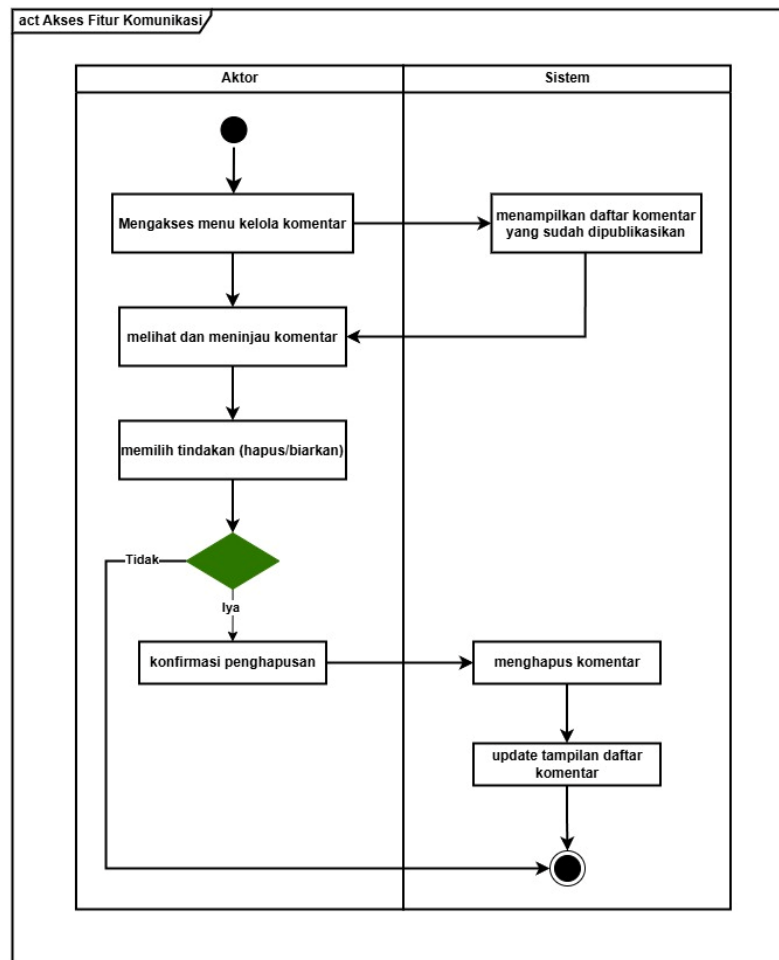 act Akses Fitur Komunikasi
Aktor
Sistem
Mengakses menu kelola komentar
menampilkan daftar komentar
yang sudah dipublikasikan
melihat dan meninjau komentar
memilih tindakan (hapus/biarkan)
Tidak
Iya
konfirmasi penghapusan
menghapus komentar
update tampilan daftar
komentar